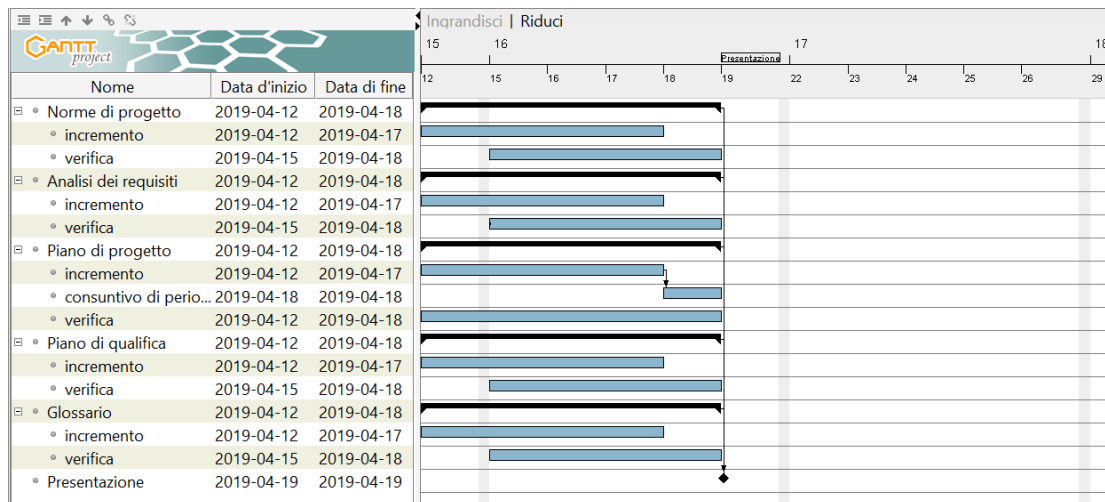 Ingrandisci | Riduci
GANTT project
15 16 17
Presentazione
12 15 16 17 18 19 22 23 24 25 26 29
Nome Data d'inizio Data di fine
Norme di progetto 2019-04-12 2019-04-18
incremento 2019-04-12 2019-04-17
verifica 2019-04-15 2019-04-18
Analisi dei requisiti 2019-04-12 2019-04-18
incremento 2019-04-12 2019-04-17
verifica 2019-04-15 2019-04-18
Piano di progetto 2019-04-12 2019-04-18
incremento 2019-04-12 2019-04-17
consuntivo di perio... 2019-04-18 2019-04-18
verifica 2019-04-12 2019-04-18
Piano di qualifica 2019-04-12 2019-04-18
incremento 2019-04-12 2019-04-17
verifica 2019-04-15 2019-04-18
Glossario 2019-04-12 2019-04-18
incremento 2019-04-12 2019-04-17
verifica 2019-04-15 2019-04-18
Presentazione 2019-04-19 2019-04-19